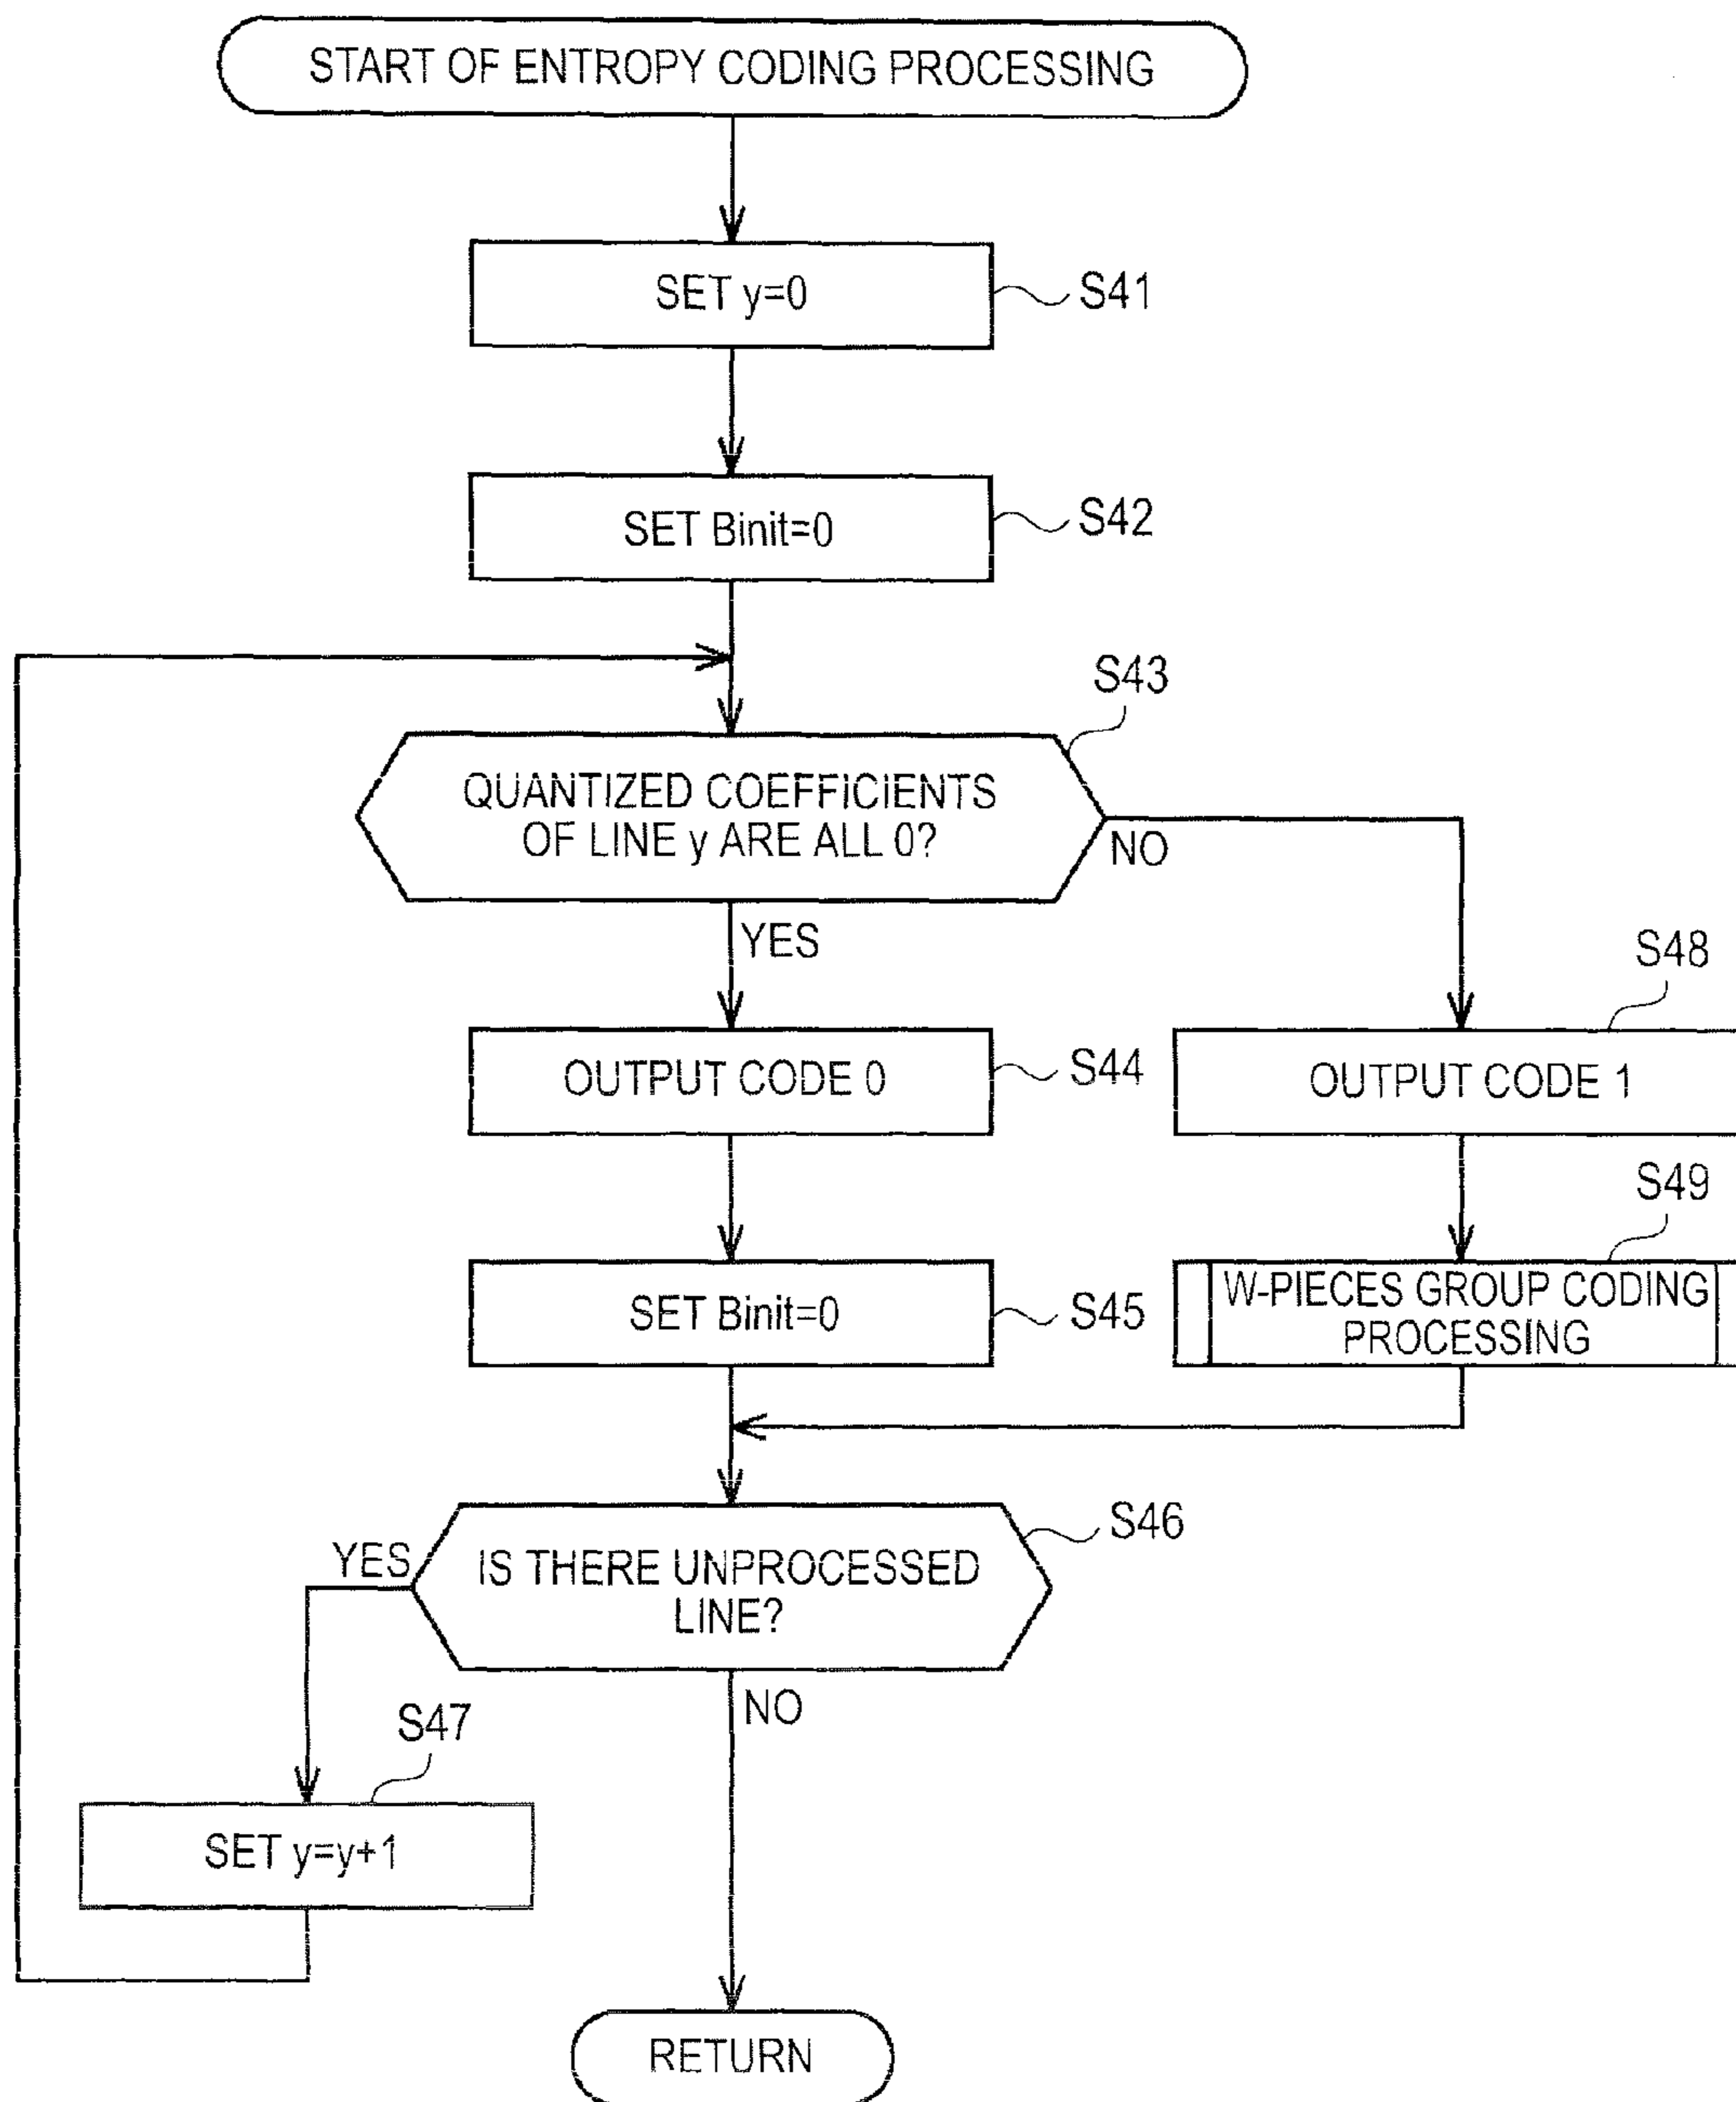 START OF ENTROPY CODING PROCESSING
SET y=0
S41
SET Binit=0
S42
S43
QUANTIZED COEFFICIENTS
OF LINE y ARE ALL 0?
NO
YES
S48
OUTPUT CODE 0
S44
OUTPUT CODE 1
S49
SET Binit=0
S45
W-PIECES GROUP CODING
PROCESSING
S46
YES
IS THERE UNPROCESSED
LINE?
NO
S47
SET y=y+1
RETURN